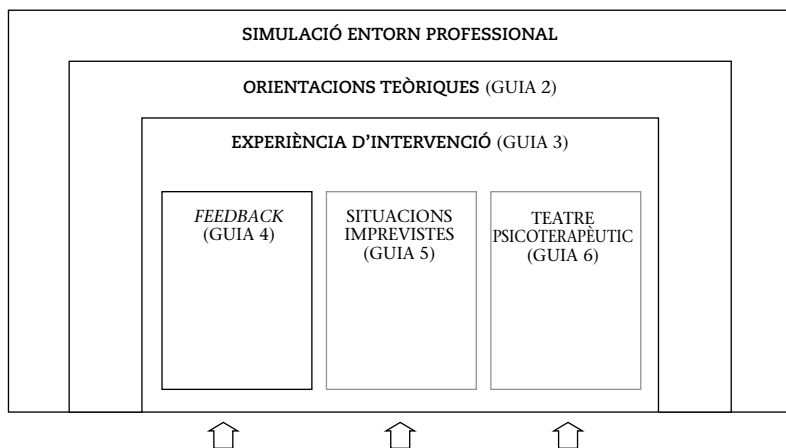 SIMULACIÓ ENTORN PROFESSIONAL
ORIENTACIONS TEÒRIQUES (GUIA 2)
EXPERIÈNCIA D’INTERVENCIÓ (GUIA 3)
FEEDBACK
(GUIA 4)
SITUACIONS
IMPREVISTES
(GUIA 5)
TEATRE
PSICOTERAPÈUTIC
(GUIA 6)